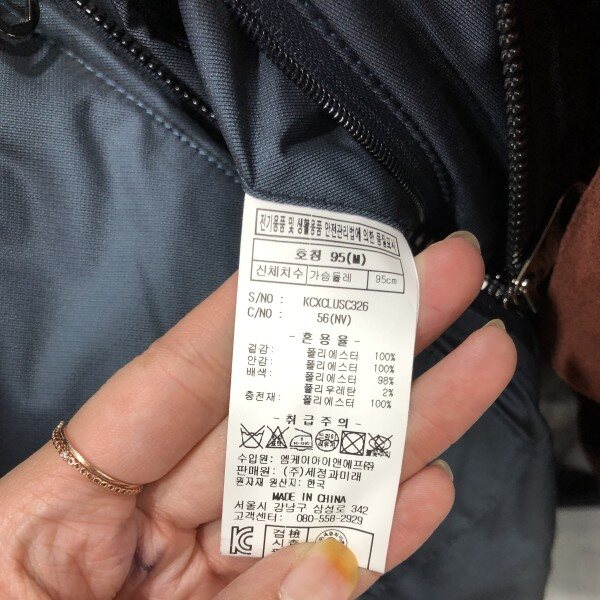 전기용품 및 생활용품 안전관리법에 의한 품질표시
호칭 95(M)
신체치수 가슴둘레 95cm
S/NO : KCXCLUSC326
C/NO : 56(NV)
- 혼용율 -
겉감: 폴리에스터 100%
안감: 폴리에스터 100%
배색: 폴리에스터 98%
폴리우레탄 2%
충전재: 폴리에스터 100%
- 취급주의 -
수입원: 엠케이아이앤에프㈜
판매원: (주)세정과미래
원자재 원산지: 한국
MADE IN CHINA
서울시 강남구 삼성로 342
고객센터: 080-558-2929
KC
검